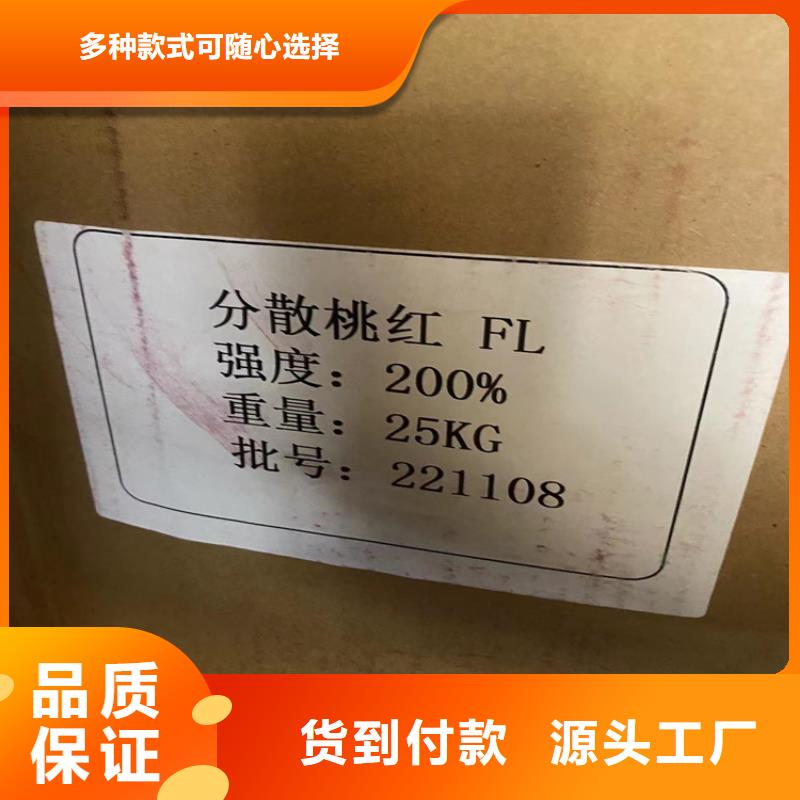 多种款式可随心选择
分散桃红 FL
强度: 200%
重量: 25KG
批号: 221108
品质
保证
货到付款 源头工厂